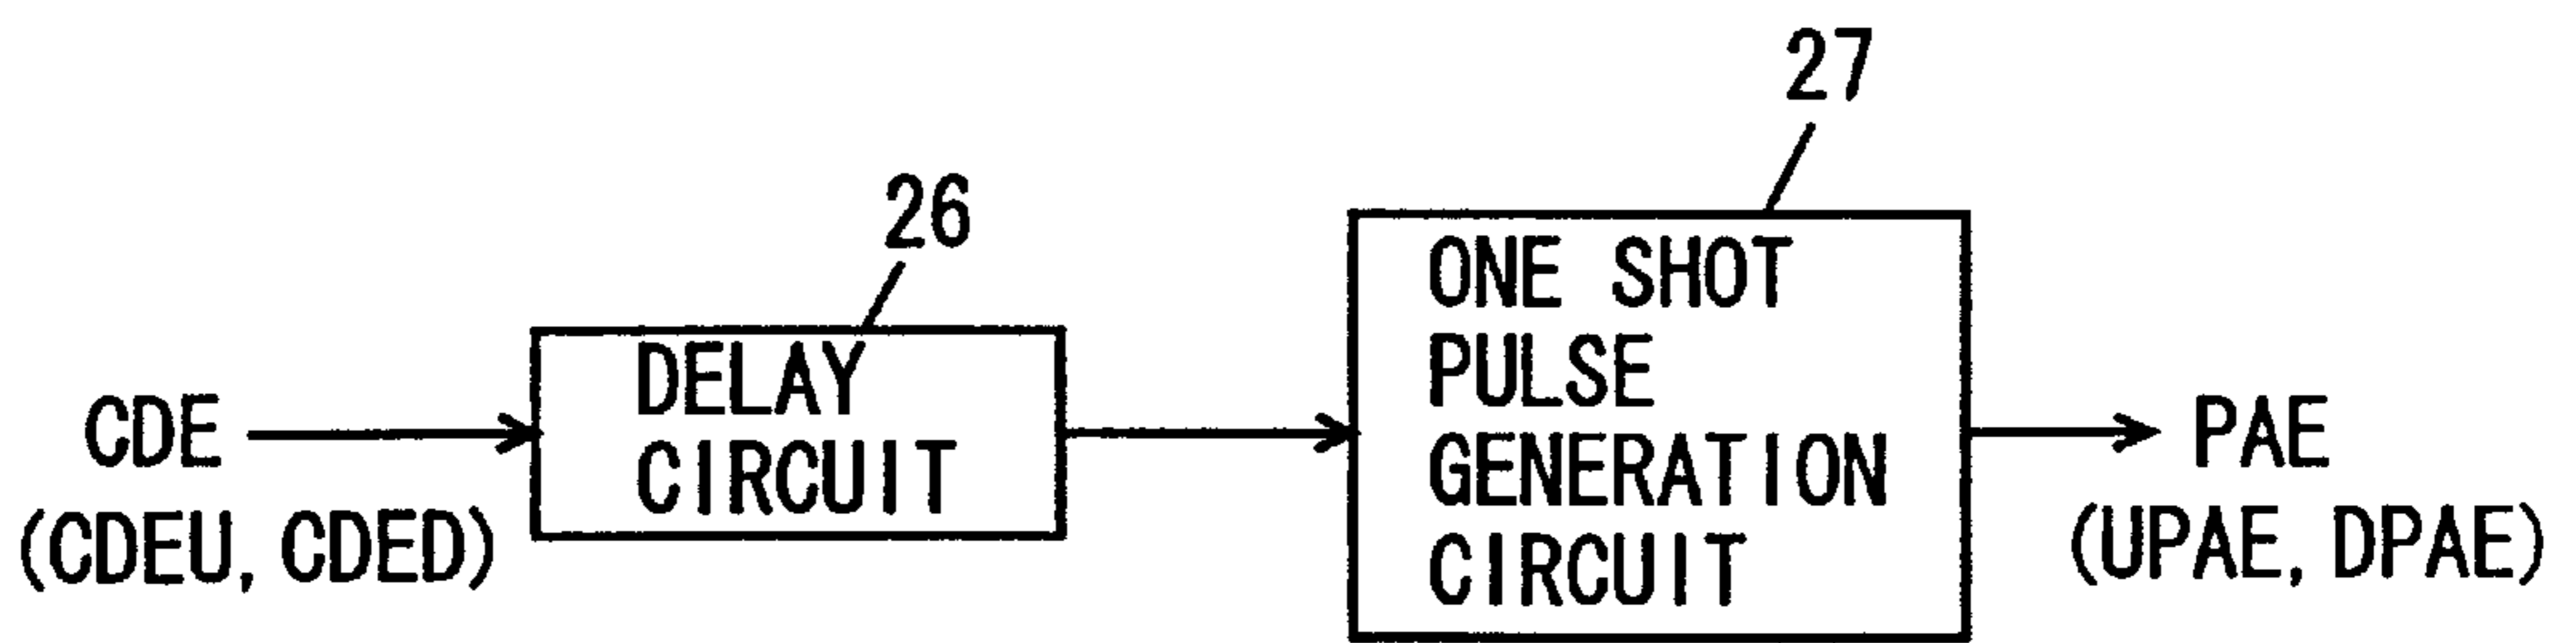 27
26
ONE SHOT
PULSE
GENERATION
CIRCUIT
DELAY
CIRCUIT
CDE
(CDEU, CDED)
PAE
(UPAE, DPAE)